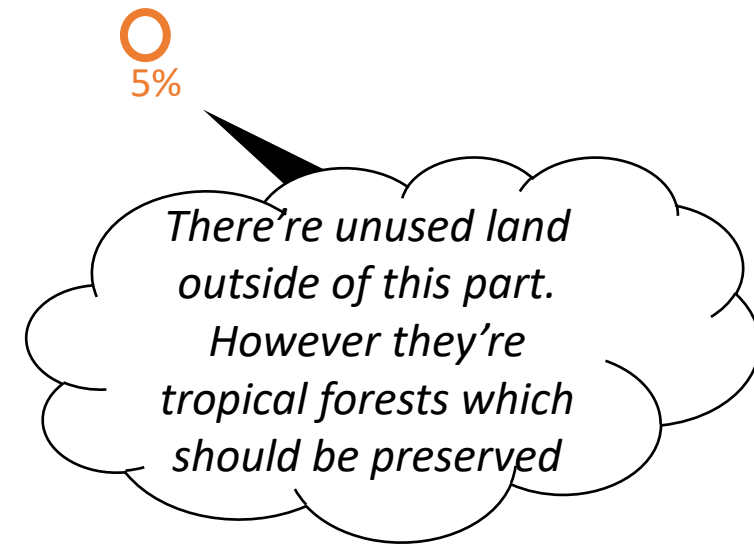 5%
There're unused land
outside of this part.
However they're
tropical forests which
should be preserved